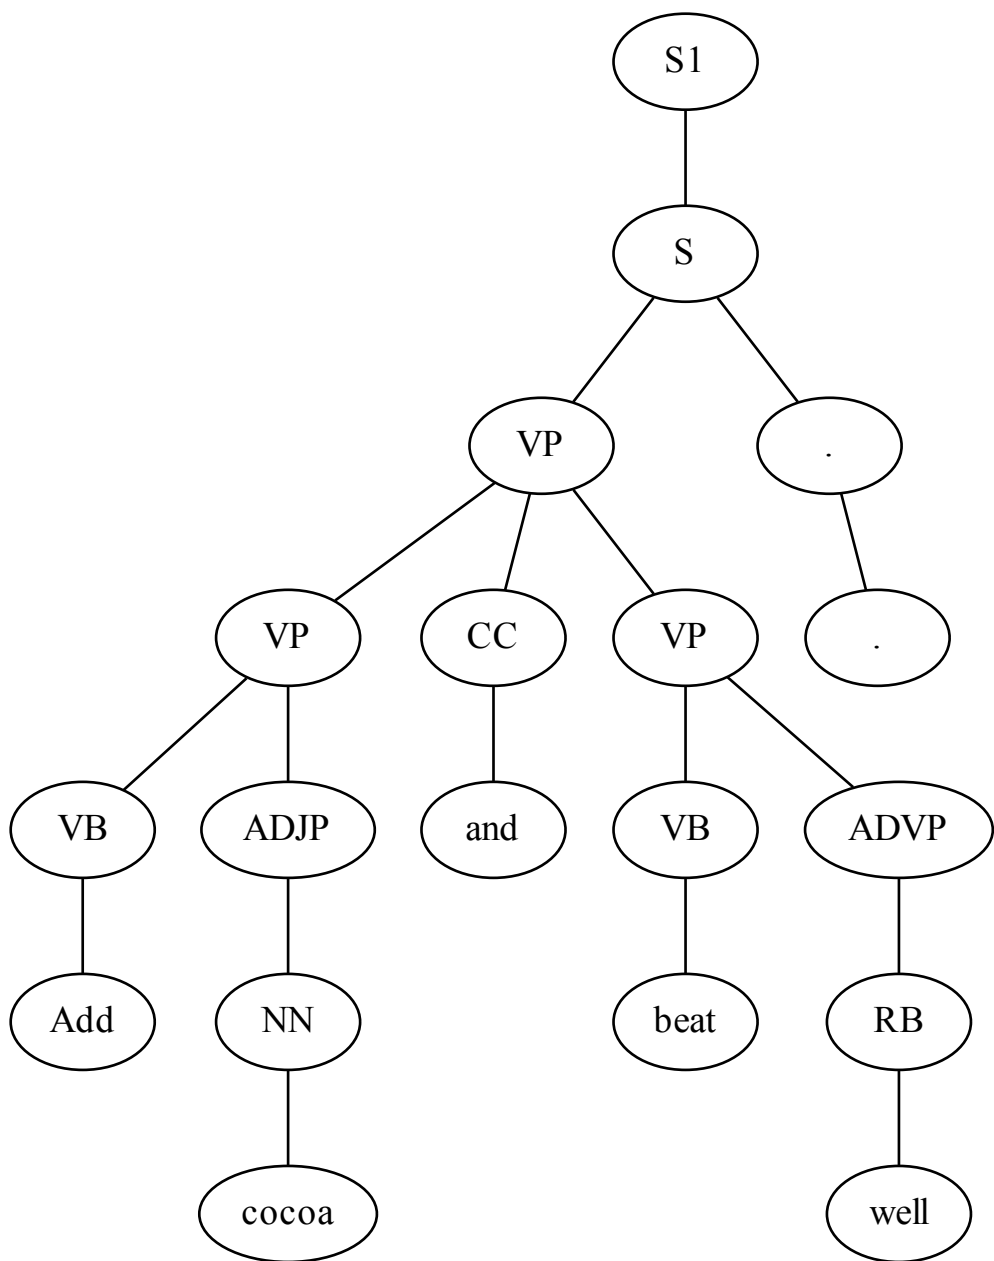 S1
S
VP .
VP CC VP .
VB ADJP and VB ADVP
Add NN beat RB
cocoa well